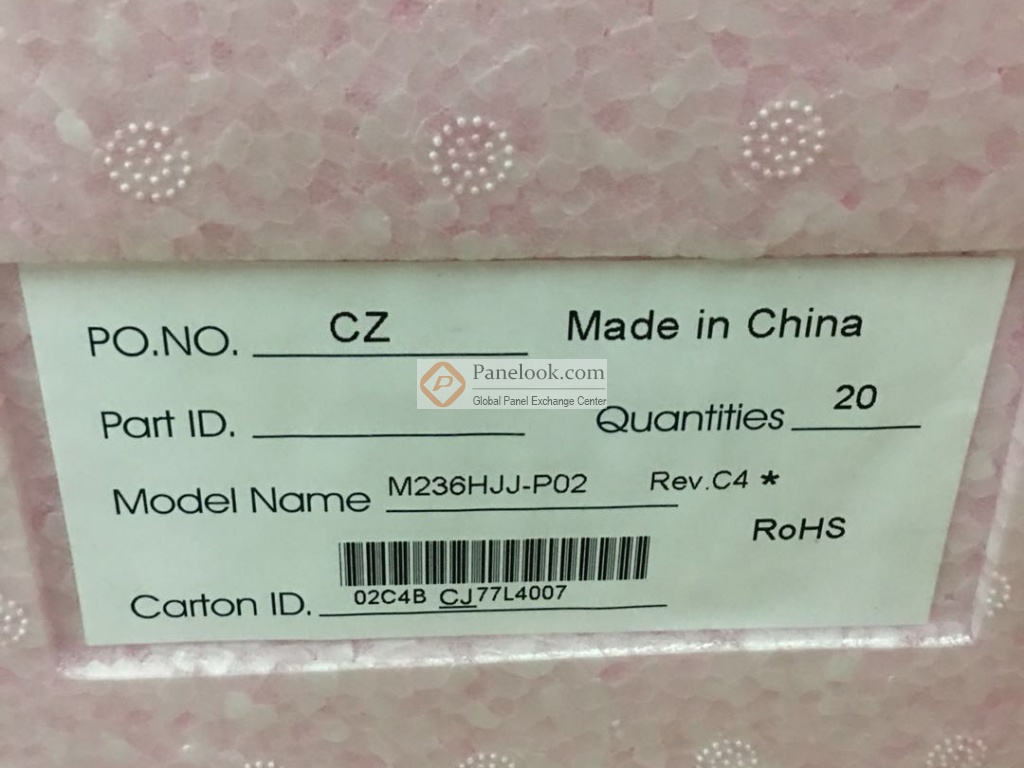 PO.NO. CZ Made in China
Panelook.com
Global Panel Exchange Center
Part ID. Quantities 20
Model Name M236HJJ-P02 Rev.C4 *
RoHS
Carton ID. 02C4B CJ77L4007